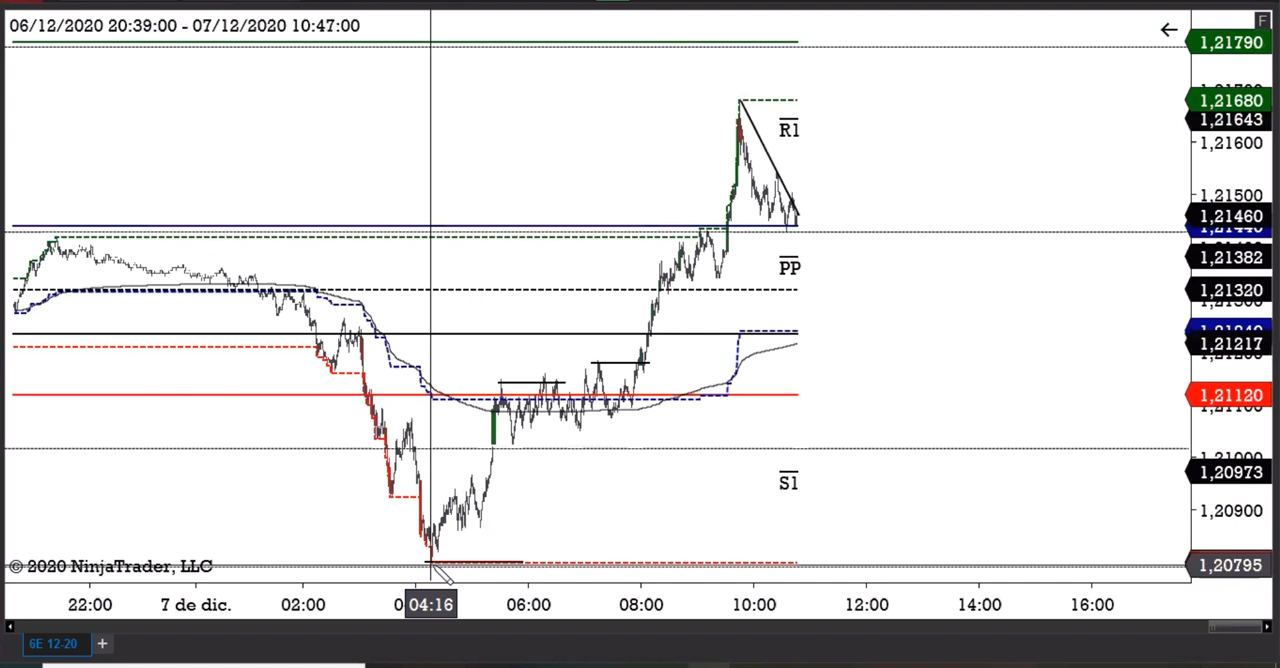 06/12/2020 20:39:00 - 07/12/2020 10:47:00
F
1,21790
1,21680
1,21643
R1
1,21600
1,21500
1,21460
1,21382
PP
1,21320
1,21217
1,21120
1,20973
S1
1,20900
© 2020 NinjaTrader, LLC
1,20795
22:00 7 de dic. 02:00 04:16 06:00 08:00 10:00 12:00 14:00 16:00
6E 12-20 +